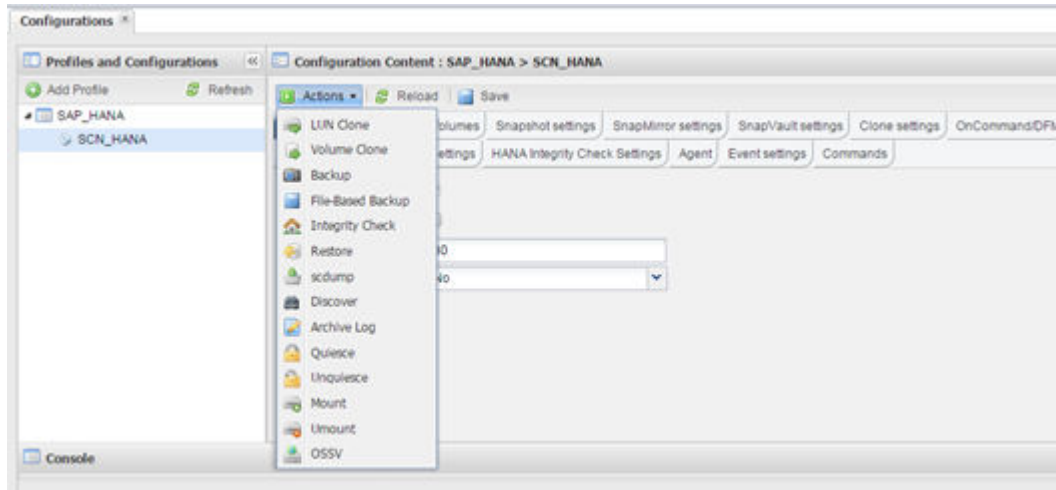 Configurations
Profiles and Configurations
Configuration Content : SAP_HANA > SCN_HANA
Add Profile Refresh
Actions Reload Save
SAP_HANA
SCN_HANA
LUN Clone
olumes Snapshot settings SnapMirror settings SnapVault settings Clone settings OnCommand/DFM
Volume Clone
ettings HANA Integrity Check Settings Agent Event settings Commands
Backup
File-Based Backup
Integrity Check
Restore
scdump
No
Discover
Archive Log
Quiesce
Unquiesce
Mount
Umount
OSSV
Console